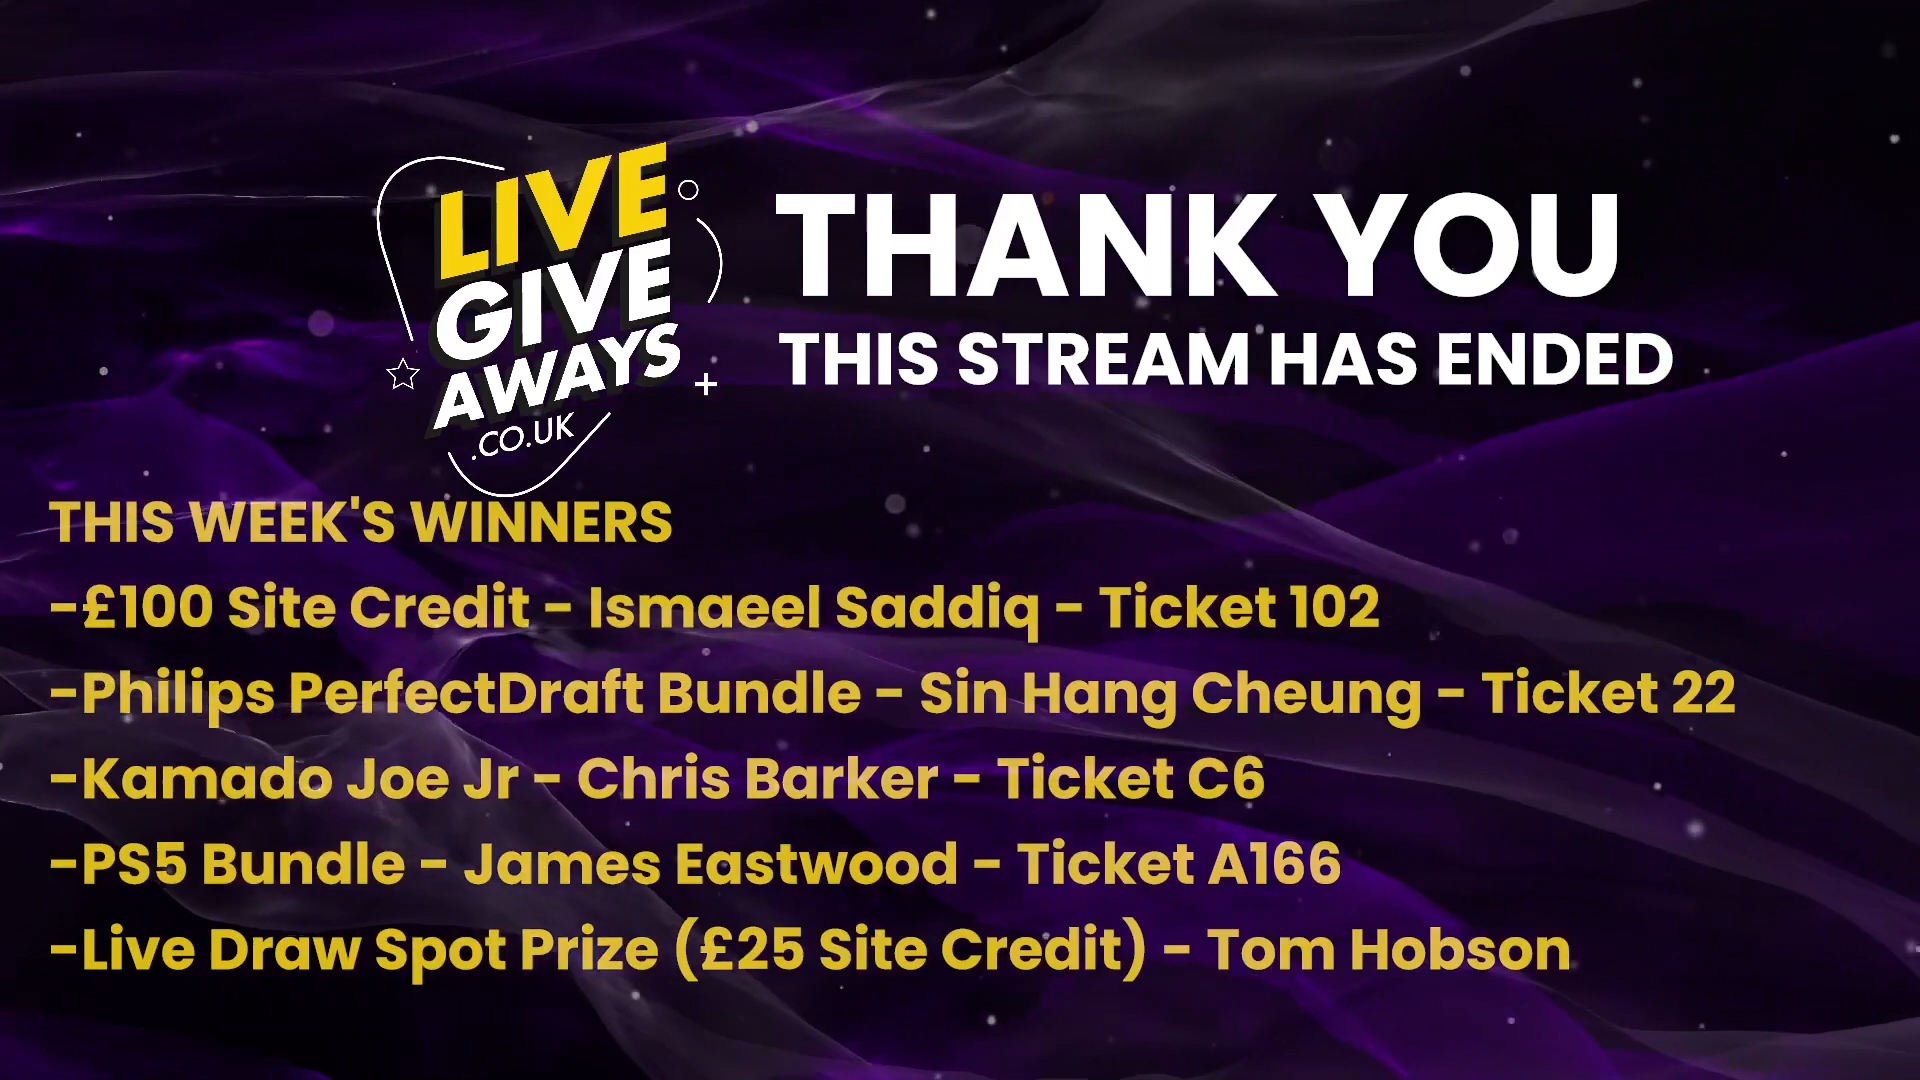 LIVE
GIVE
AWAYS
.CO.UK
THANK YOU
THIS STREAM HAS ENDED
THIS WEEK'S WINNERS
-£100 Site Credit - Ismaeel Saddiq - Ticket 102
-Philips PerfectDraft Bundle - Sin Hang Cheung - Ticket 22
-Kamado Joe Jr - Chris Barker - Ticket C6
-PS5 Bundle - James Eastwood - Ticket A166
-Live Draw Spot Prize (£25 Site Credit) - Tom Hobson